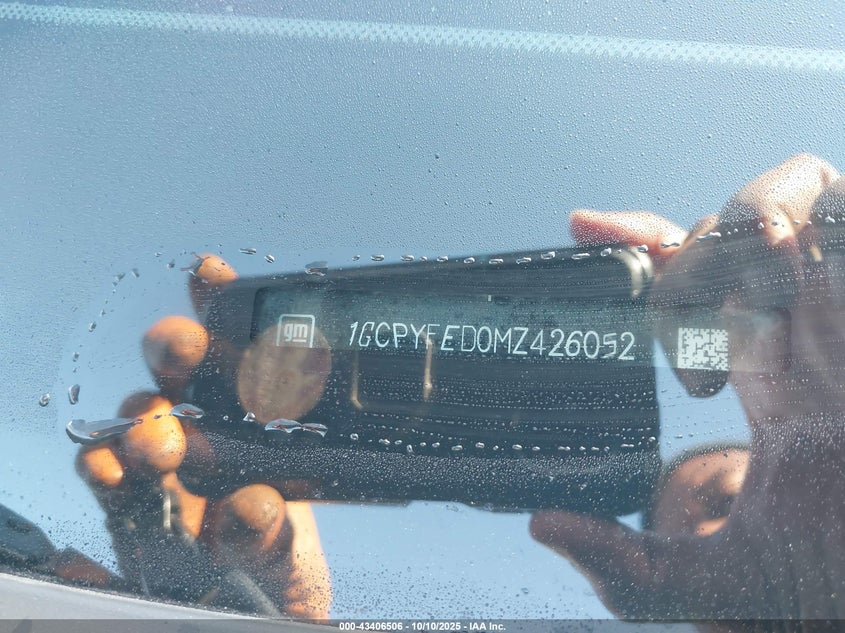 gm 1GCPYFED0MZ426052
000-43406506 - 10/10/2025 - IAA Inc.